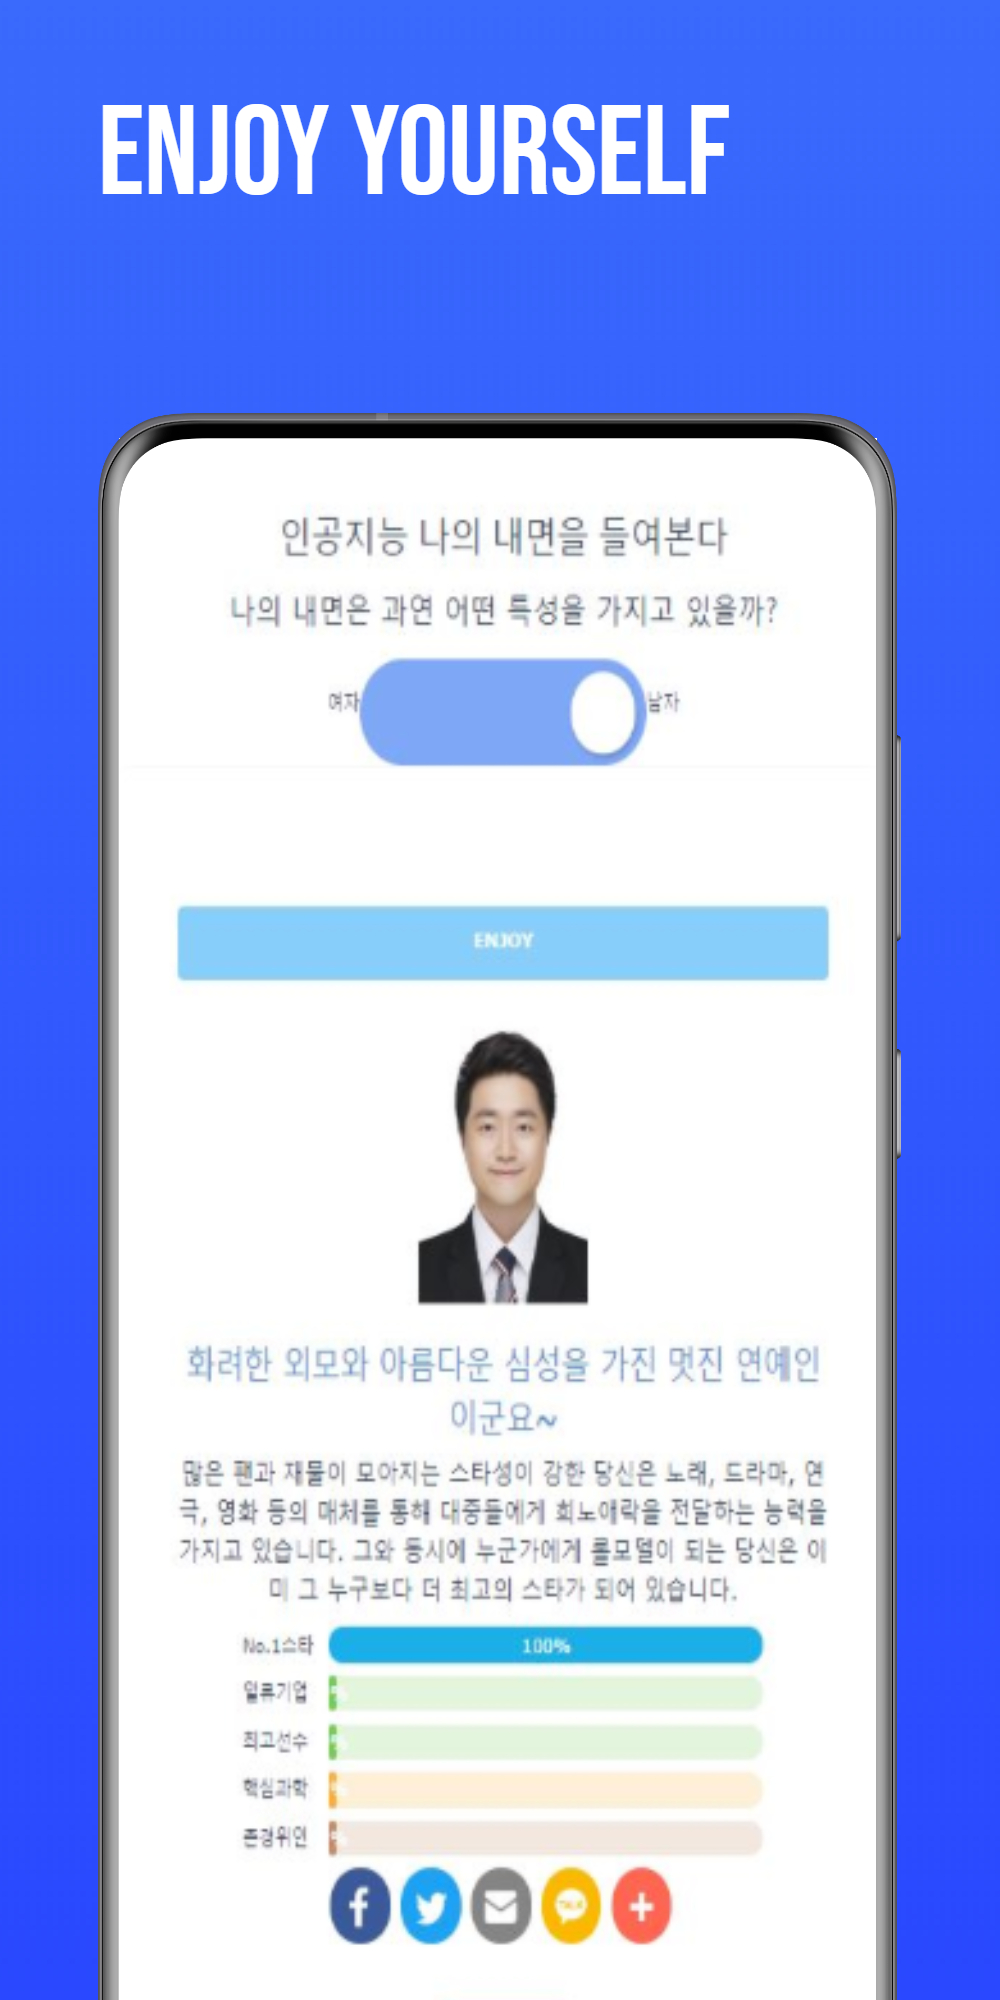 ENJOY YOURSELF
인공지능 나의 내면을 들여본다
나의 내면은 과연 어떤 특성을 가지고 있을까?
여자
남자
ENJOY
화려한 외모와 아름다운 심성을 가진 멋진 연예인
이군요~
많은 팬과 재물이 모아지는 스타성이 강한 당신은 노래, 드라마, 연
극, 영화 등의 매체를 통해 대중들에게 희노애락을 전달하는 능력을
가지고 있습니다. 그와 동시에 누군가에게 롤모델이 되는 당신은 이
미 그 누구보다 더 최고의 스타가 되어 있습니다.
No.1스타 100%
일류기업 %
최고선수 %
핵심과학 %
존경위인 %
TALK